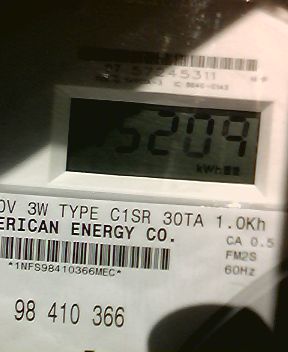 5209
kWh
0V 3W TYPE C1SR 30TA 1.0Kh
ERICAN ENERGY CO.
CA 0.5
FM2S
*1NFS98410366MEC*
60Hz
98 410 366